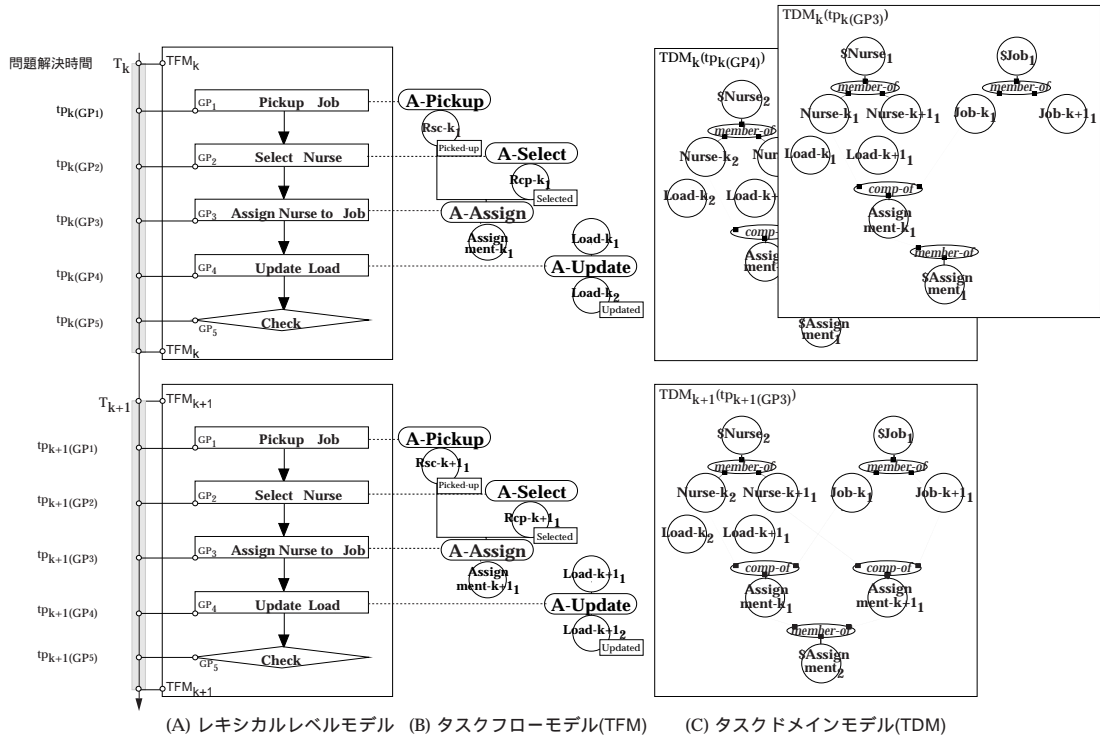 問題解決時間
T_k
TFM_k
GP_1 Pickup Job
tp_k(GP1)
GP_2 Select Nurse
tp_k(GP2)
GP_3 Assign Nurse to Job
tp_k(GP3)
GP_4 Update Load
tp_k(GP4)
GP_5 Check
tp_k(GP5)
TFM_k
A-Pickup
Rsc-k_1
Picked-up
A-Select
Rcp-k_1
Selected
A-Assign
Assign
ment-k_1
Load-k_1
A-Update
Load-k_2
Updated
TDM_k(tp_k(GP4))
$Nurse_2
member-of
Nurse-k_2 Nur
Load-k_2 Load-k+
comp-
Assig
ment-
$Assign
ment_1
TDM_k(tp_k(GP3))
$Nurse_1 $Job_1
member-of member-of
Nurse-k_1 Nurse-k+1_1 Job-k_1 Job-k+1_1
Load-k_1 Load-k+1_1
comp-of
Assign
ment-k_1
member-of
$Assign
ment_1
T_k+1
TFM_k+1
GP_1 Pickup Job
tp_k+1(GP1)
GP_2 Select Nurse
tp_k+1(GP2)
GP_3 Assign Nurse to Job
tp_k+1(GP3)
GP_4 Update Load
tp_k+1(GP4)
GP_5 Check
tp_k+1(GP5)
TFM_k+1
A-Pickup
Rsc-k+1_1
Picked-up
A-Select
Rcp-k+1_1
Selected
A-Assign
Assign
ment-k+1_1
Load-k+1_1
A-Update
Load-k+1_2
Updated
TDM_k+1(tp_k+1(GP3))
$Nurse_2 $Job_1
member-of member-of
Nurse-k_2 Nurse-k+1_1 Job-k_1 Job-k+1_1
Load-k_2 Load-k+1_1
comp-of comp-of
Assign
ment-k_1
Assign
ment-k+1_1
member-of
$Assign
ment_2
(A) レキシカルレベルモデル (B) タスクフローモデル(TFM) (C) タスクドメインモデル(TDM)